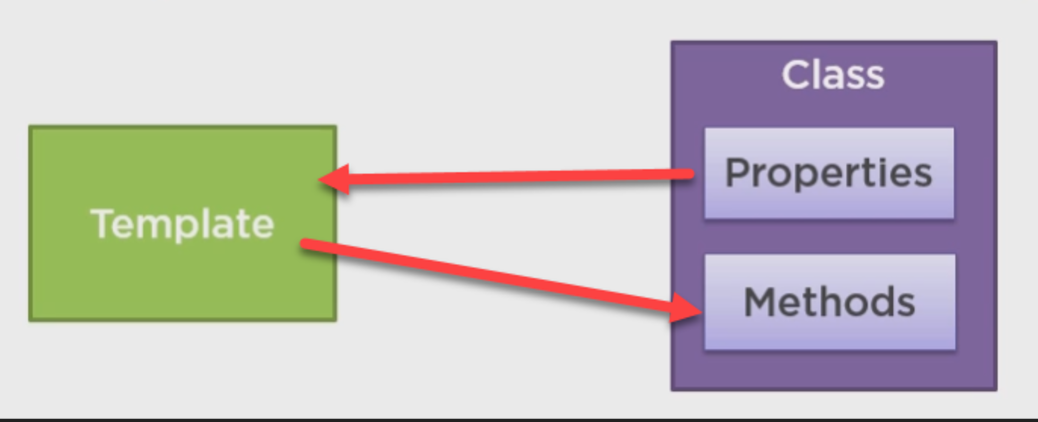 Class
Properties
Template
Methods